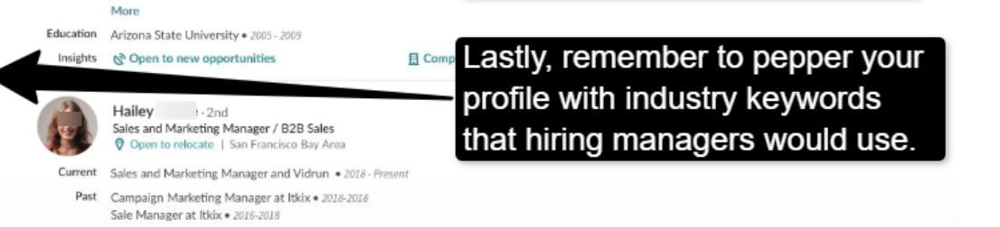 More
Education Arizona State University • 2005 - 2009
Insights Open to new opportunities Comp
Lastly, remember to pepper your
profile with industry keywords
that hiring managers would use.
Hailey · 2nd
Sales and Marketing Manager / B2B Sales
Open to relocate | San Francisco Bay Area
Current Sales and Marketing Manager and Vidrun • 2018 - Present
Past Campaign Marketing Manager at Itkix • 2018-2018
Sale Manager at Itkix • 2016-2018